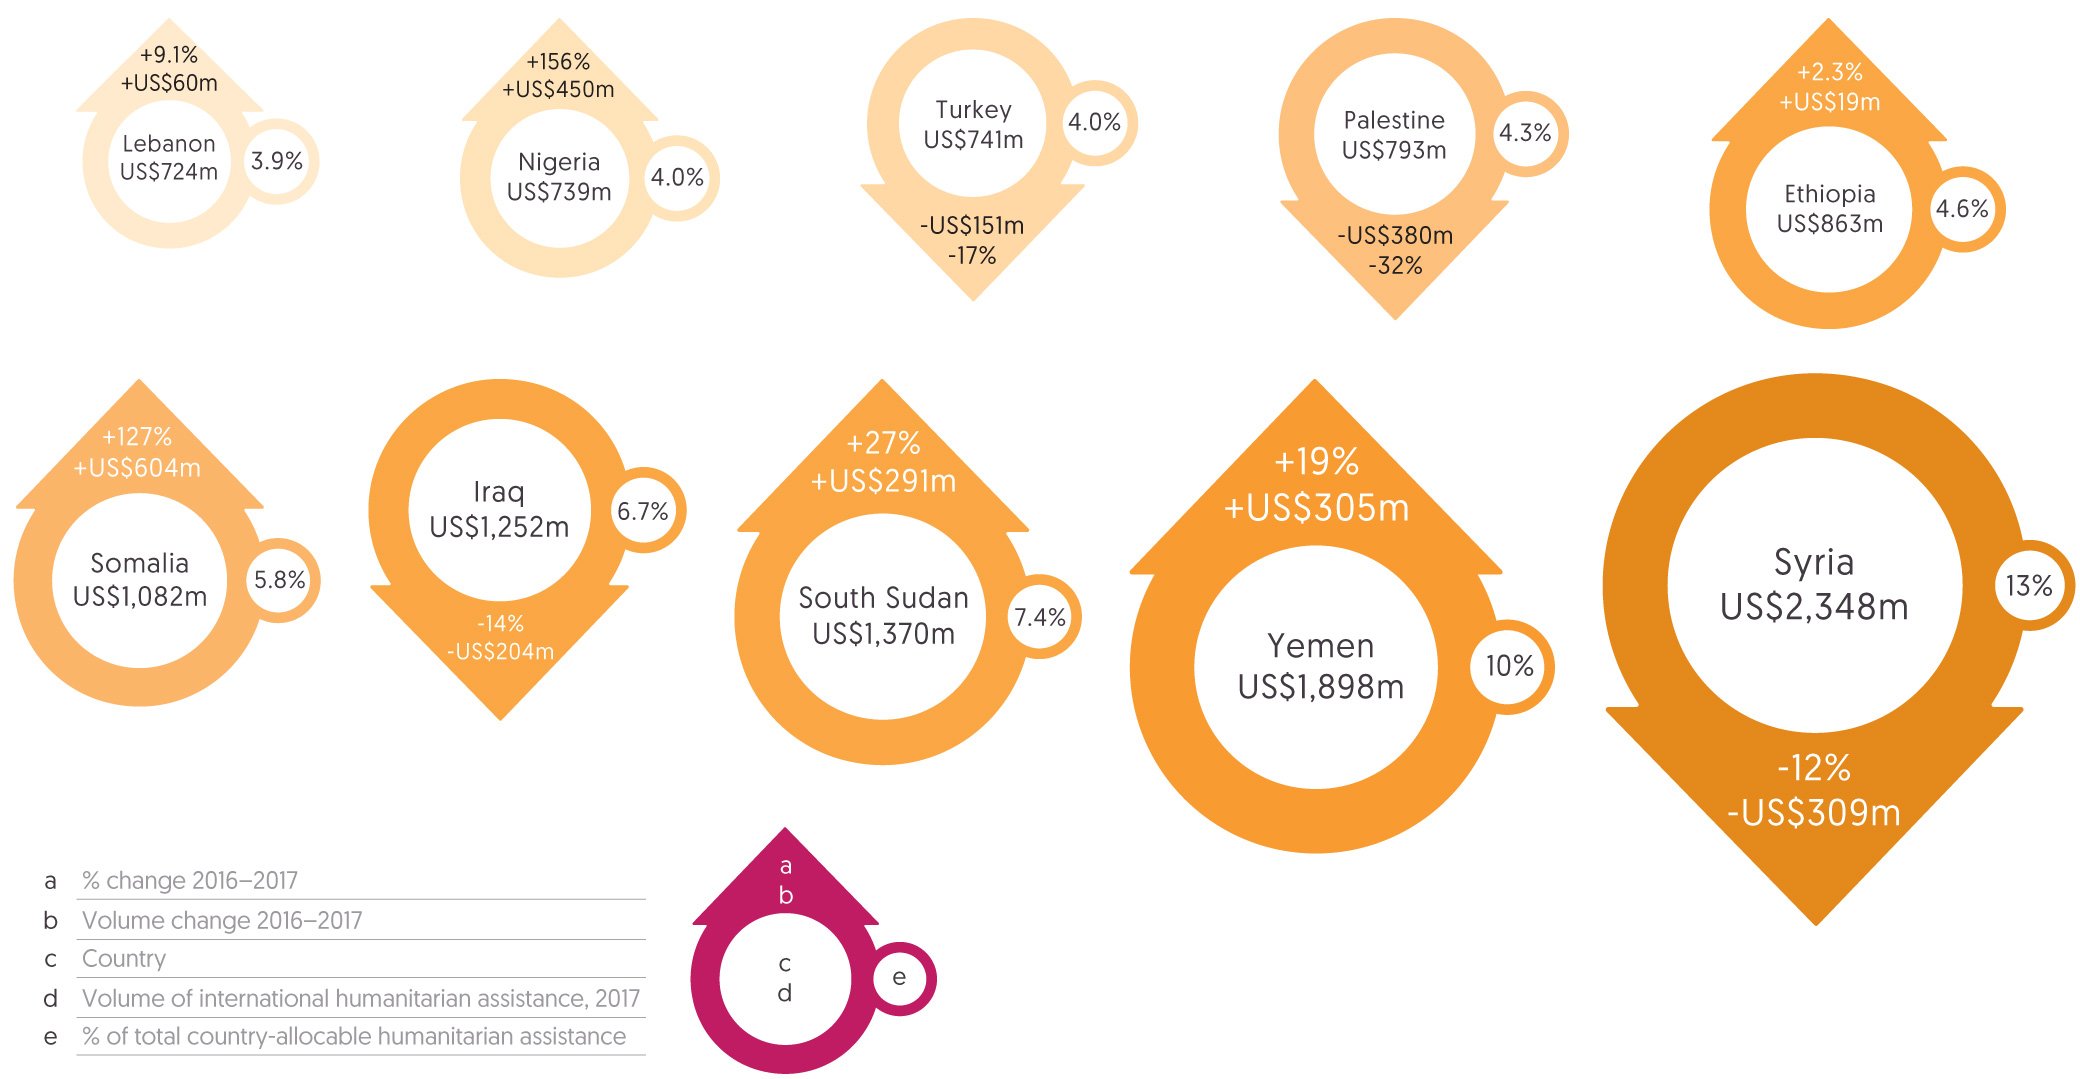 +9.1%
+US$60m
Lebanon
US$724m
3.9%
+156%
+US$450m
Nigeria
US$739m
4.0%
Turkey
US$741m
4.0%
-US$151m
-17%
Palestine
US$793m
4.3%
-US$380m
-32%
+2.3%
+US$19m
Ethiopia
US$863m
4.6%
+127%
+US$604m
Somalia
US$1,082m
5.8%
Iraq
US$1,252m
6.7%
-14%
-US$204m
+27%
+US$291m
South Sudan
US$1,370m
7.4%
+19%
+US$305m
Yemen
US$1,898m
10%
Syria
US$2,348m
13%
-12%
-US$309m
a % change 2016–2017
b Volume change 2016–2017
c Country
d Volume of international humanitarian assistance, 2017
e % of total country-allocable humanitarian assistance
a
b
c
d
e